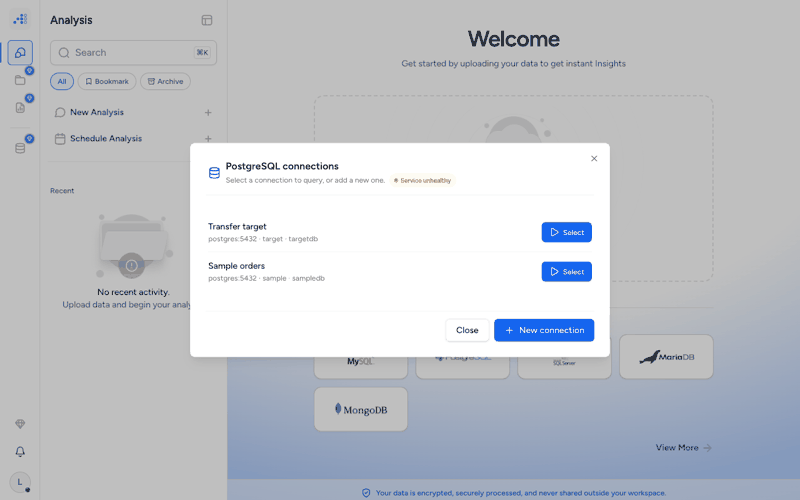 Analysis
Search
⌘K
All
Bookmark
Archive
New Analysis
Schedule Analysis
Recent
No recent activity.
Upload data and begin your analy
L
Welcome
Get started by uploading your data to get instant Insights
PostgreSQL connections
Select a connection to query, or add a new one.
Service unhealthy
Transfer target
postgres:5432 · target · targetdb
Select
Sample orders
postgres:5432 · sample · sampledb
Select
Close
New connection
MySQL
PostgreSQL
SQL Server
MariaDB
MongoDB
View More
Your data is encrypted, securely processed, and never shared outside your workspace.